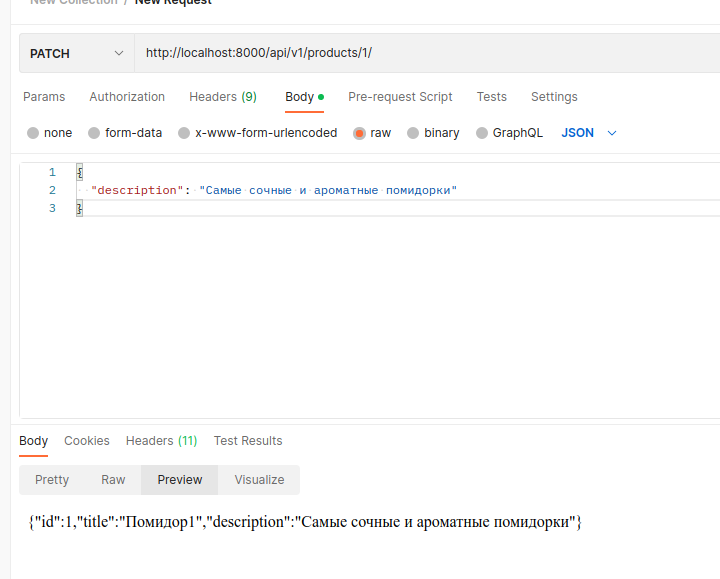 New Collection / New Request
PATCH http://localhost:8000/api/v1/products/1/
Params Authorization Headers (9) Body Pre-request Script Tests Settings
none form-data x-www-form-urlencoded raw binary GraphQL JSON
1 {
2 "description": "Самые сочные и ароматные помидорки"
3 }
Body Cookies Headers (11) Test Results
Pretty Raw Preview Visualize
{"id":1,"title":"Помидор1","description":"Самые сочные и ароматные помидорки"}